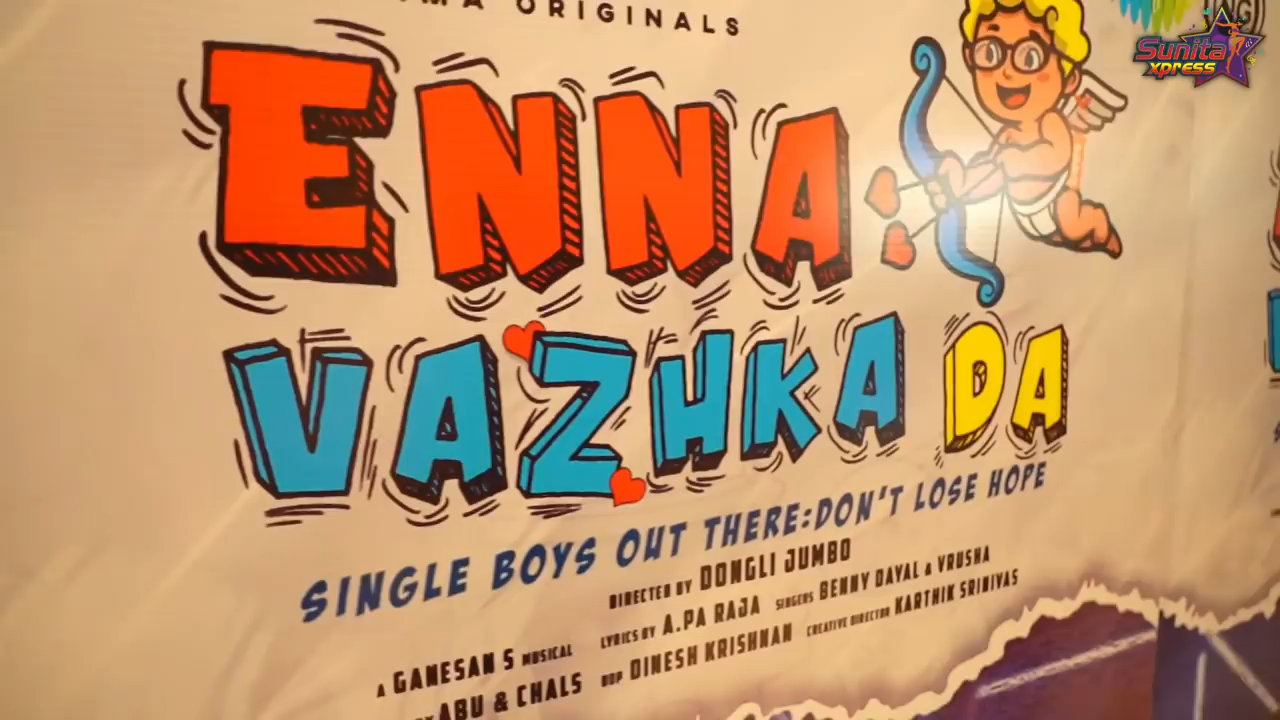 ORIGINALS
Sunita
xpress
ENNA
VAZHKA DA
SINGLE BOYS OUT THERE:DON'T LOSE HOPE
DIRECTED BY DONGLI JUMBO
LYRICS BY A.PA RAJA SINGERS BENNY DAYAL & VRUSHA
A GANESAN S MUSICAL
DOP DINESH KRISHNAN CREATIVE DIRECTOR KARTHIK SRINIVAS
ABU & CHALS